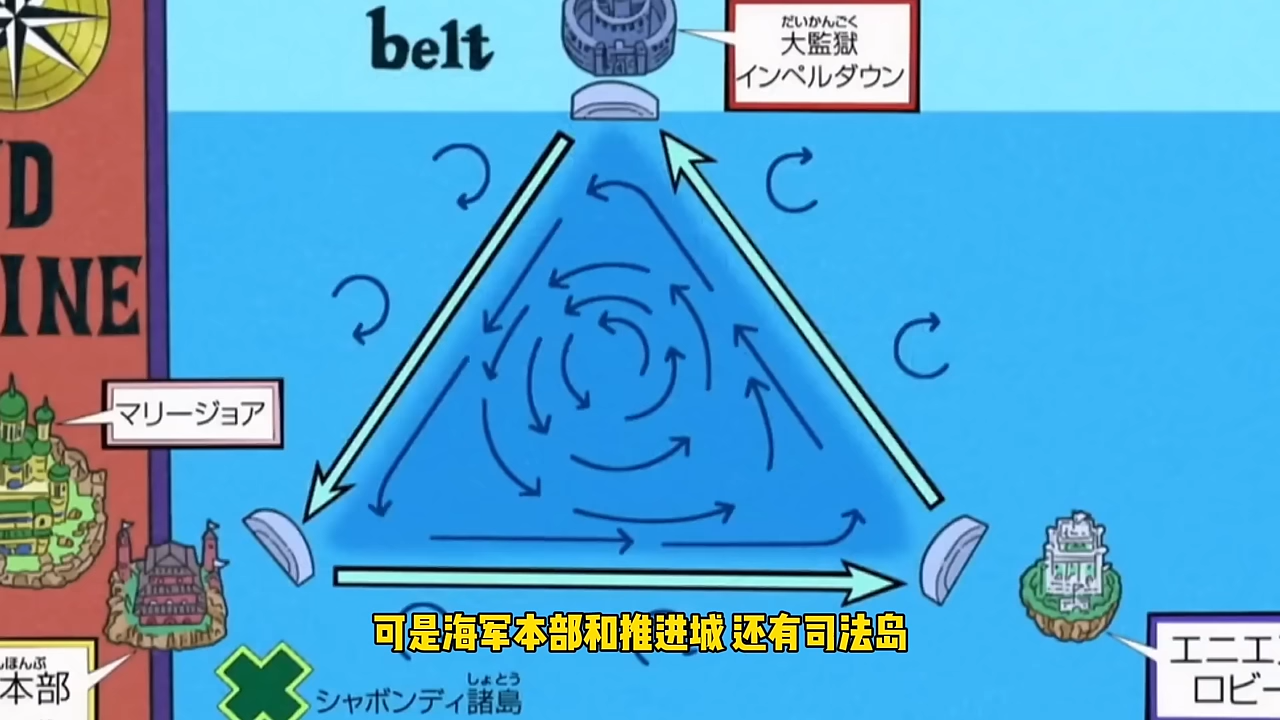 belt
だいかんごく
大監獄
インペルダウン
ND
INE
マリージョア
可是海军本部和推进城 还有司法岛
しほんぶ
本部
しょとう
シャボンディ諸島
エニエ
ロビー